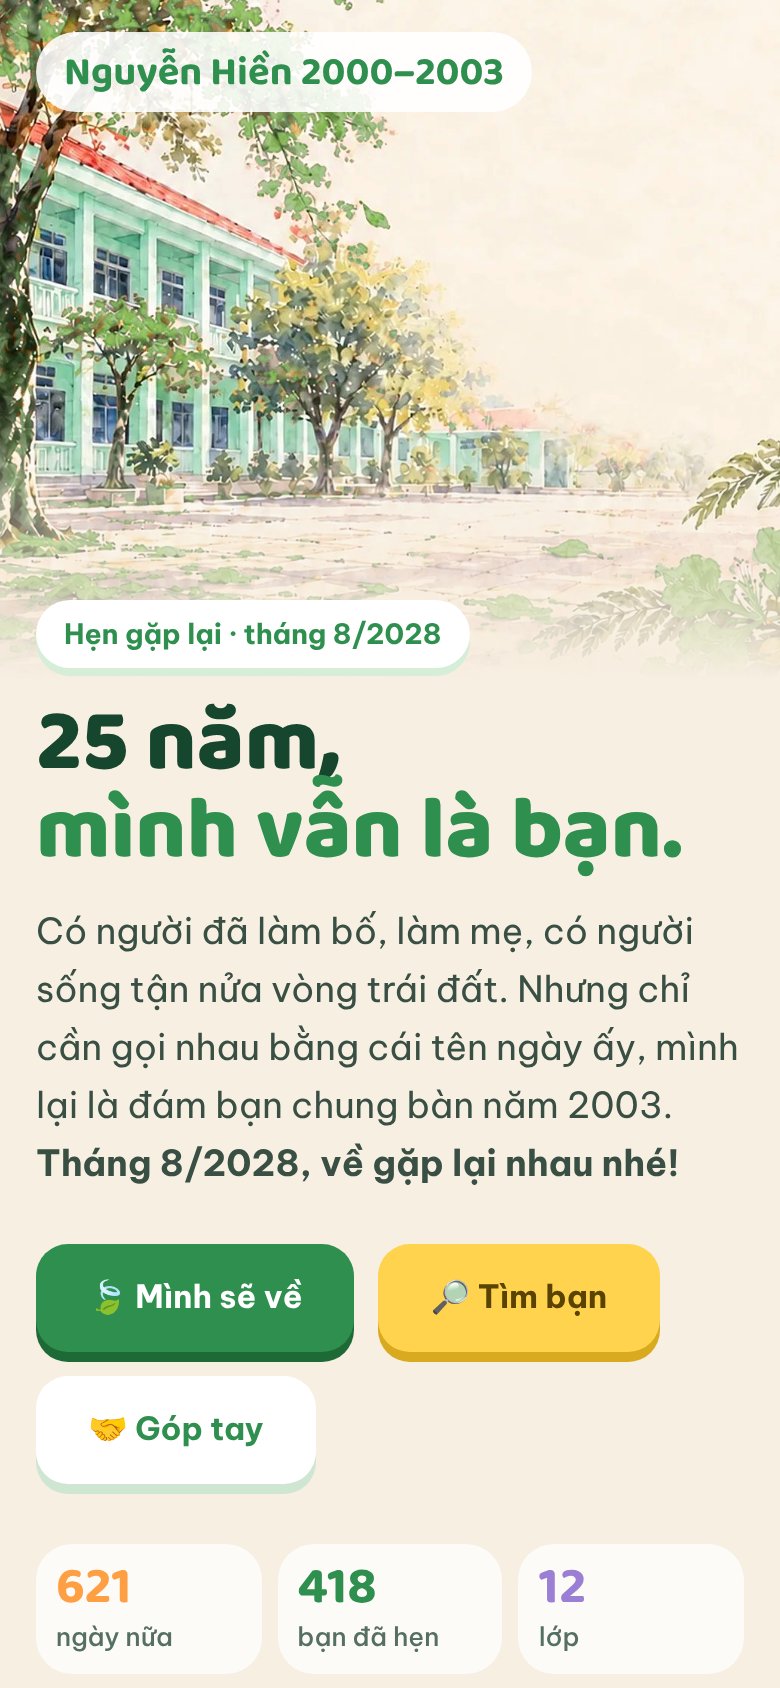 Nguyễn Hiền 2000–2003
Hẹn gặp lại · tháng 8/2028
25 năm,
mình vẫn là bạn.
Có người đã làm bố, làm mẹ, có người
sống tận nửa vòng trái đất. Nhưng chỉ
cần gọi nhau bằng cái tên ngày ấy, mình
lại là đám bạn chung bàn năm 2003.
Tháng 8/2028, về gặp lại nhau nhé!
🍃 Mình sẽ về
🔎 Tìm bạn
🤝 Góp tay
621
ngày nữa
418
bạn đã hẹn
12
lớp